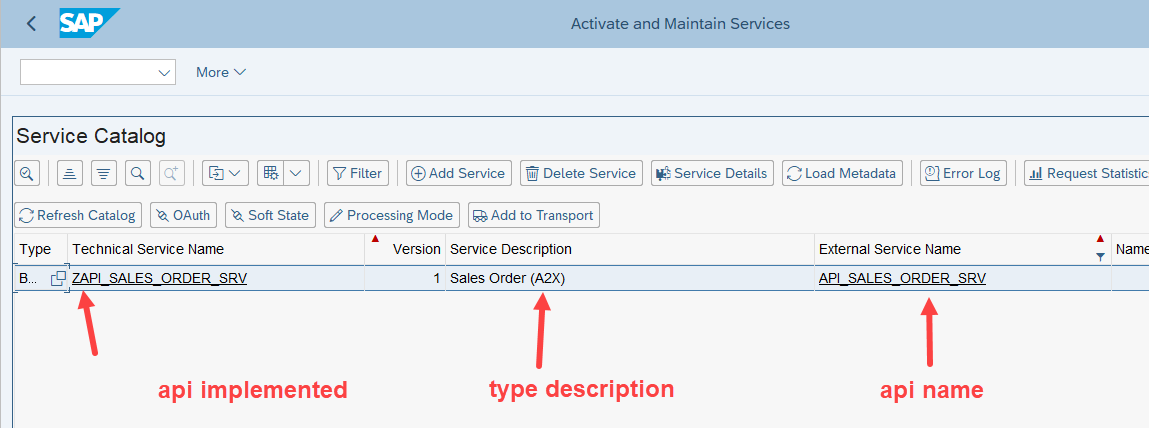 SAP Activate and Maintain Services
More
Service Catalog
Filter Add Service Delete Service Service Details Load Metadata Error Log Request Statistics
Refresh Catalog OAuth Soft State Processing Mode Add to Transport
Type Technical Service Name Version Service Description External Service Name Name
B... ZAPI_SALES_ORDER_SRV 1 Sales Order (A2X) API_SALES_ORDER_SRV
api implemented type description api name